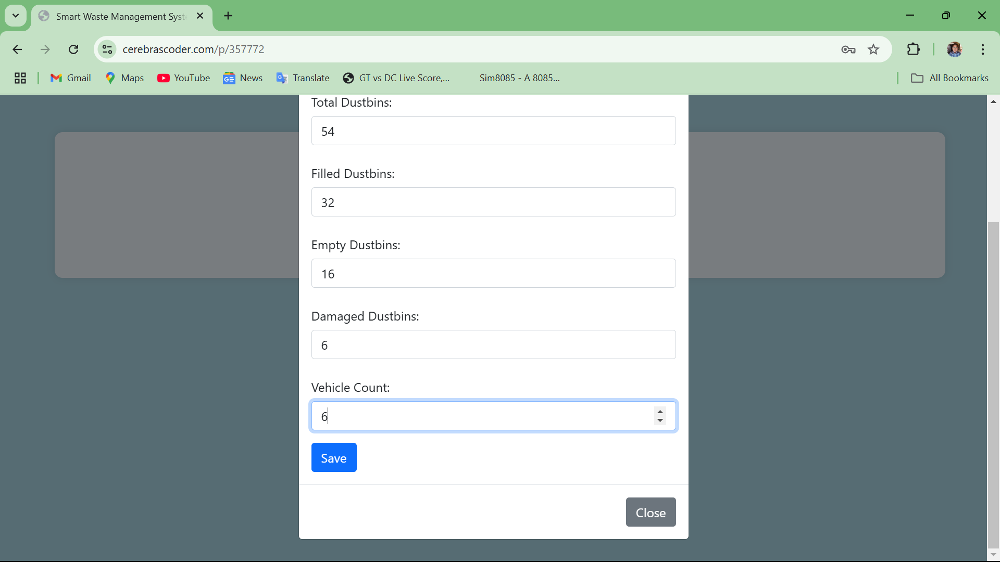 Smart Waste Management Syst
cerebrascoder.com/p/357772
Gmail
Maps
YouTube
News
Translate
GT vs DC Live Score,...
Sim8085 - A 8085...
All Bookmarks
Total Dustbins:
54
Filled Dustbins:
32
Empty Dustbins:
16
Damaged Dustbins:
6
Vehicle Count:
6
Save
Close